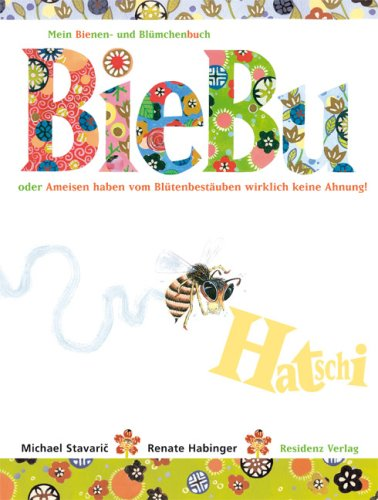 Mein Bienen- und Blümchenbuch
BieBu
oder Ameisen haben vom Blütenbestäuben wirklich keine Ahnung!
Hatschi
Michael Stavarič Renate Habinger Residenz Verlag